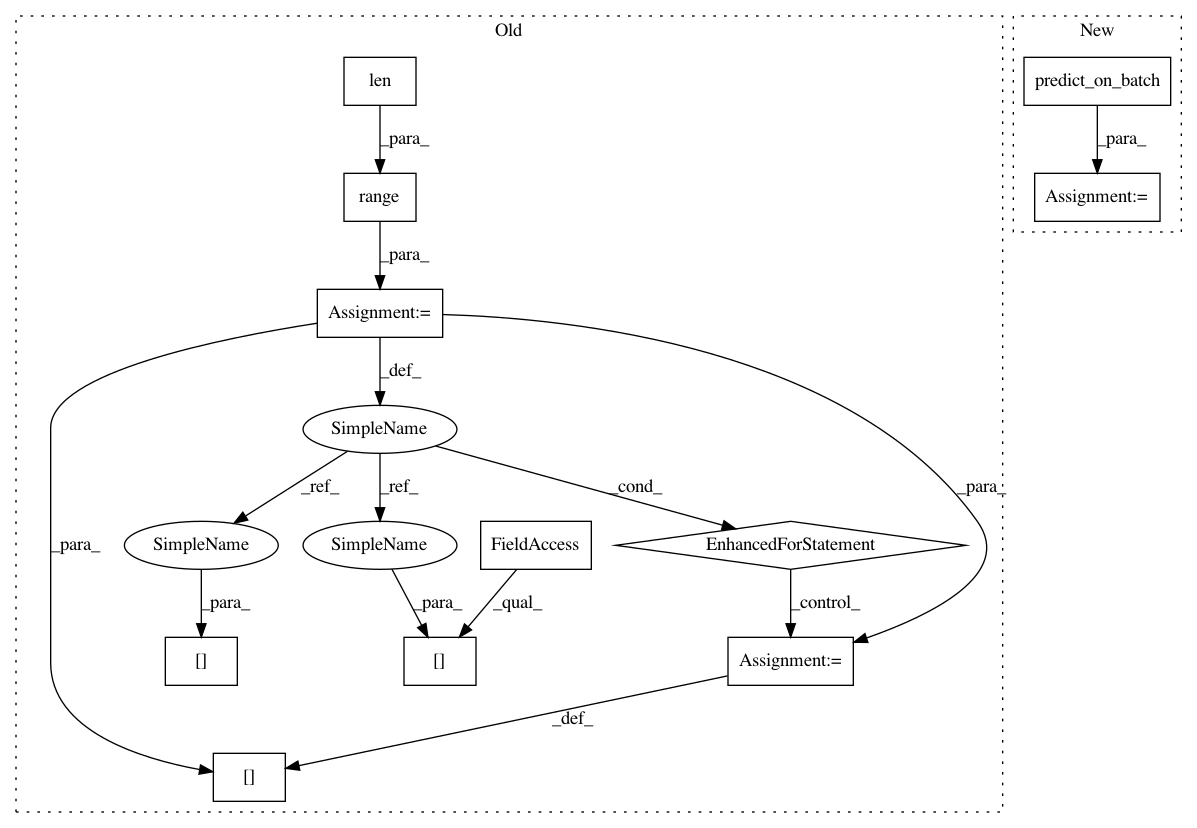 Old
New
len
predict_on_batch
_para_
_para_
range
Assignment:=
_para_
Assignment:=
_def_
SimpleName
_ref_
_ref_
_cond_
_para_
_para_
SimpleName
SimpleName
FieldAccess
EnhancedForStatement
_para_
_para_
_qual_
_control_
[]
[]
Assignment:=
_def_
[]